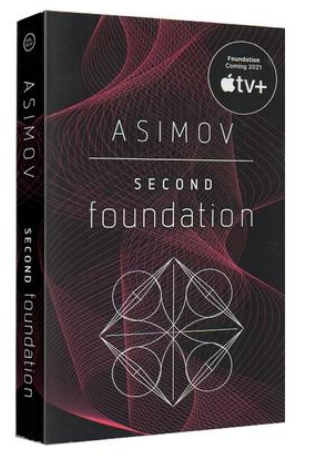 ASIMOV
SECOND foundation
Foundation
Coming 2021
tv+
ASIMOV
SECOND
foundation